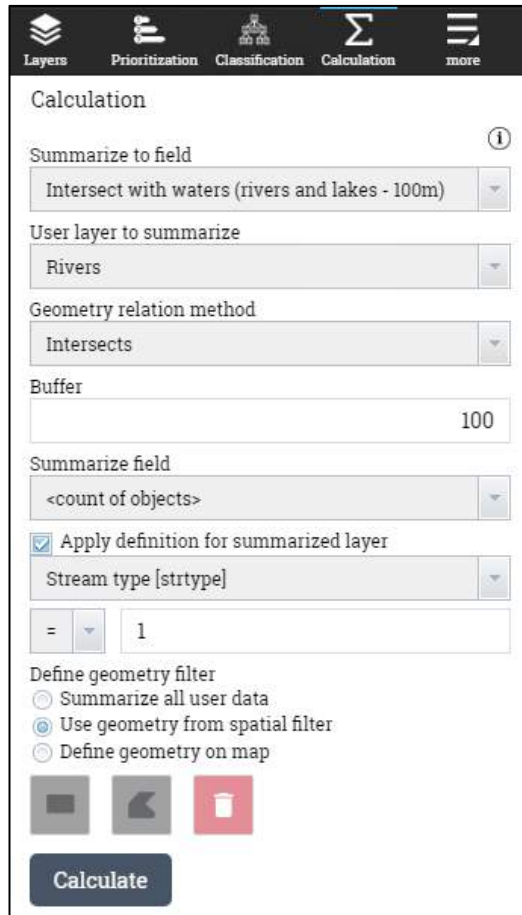 Layers Prioritization Classification Calculation more
Calculation
Summarize to field
Intersect with waters (rivers and lakes - 100m)
User layer to summarize
Rivers
Geometry relation method
Intersects
Buffer
100
Summarize field
<count of objects>
Apply definition for summarized layer
Stream type [strtype]
= 1
Define geometry filter
Summarize all user data
Use geometry from spatial filter
Define geometry on map
Calculate